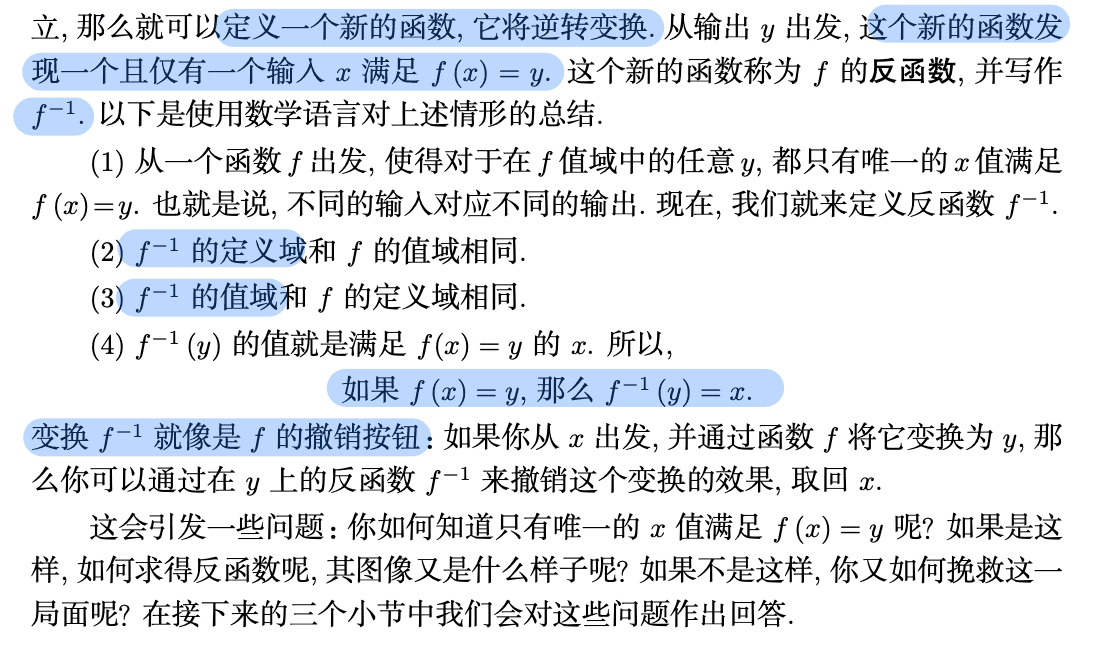 立, 那么就可以定义一个新的函数, 它将逆转变换. 从输出 y 出发, 这个新的函数发
现一个且仅有一个输入 x 满足 f (x) = y. 这个新的函数称为 f 的反函数, 并写作
f⁻¹. 以下是使用数学语言对上述情形的总结.
(1) 从一个函数 f 出发, 使得对于在 f 值域中的任意 y, 都只有唯一的 x 值满足
f (x)=y. 也就是说, 不同的输入对应不同的输出. 现在, 我们就来定义反函数 f⁻¹.
(2) f⁻¹ 的定义域和 f 的值域相同.
(3) f⁻¹ 的值域和 f 的定义域相同.
(4) f⁻¹ (y) 的值就是满足 f(x) = y 的 x. 所以,
如果 f (x) = y, 那么 f⁻¹ (y) = x.
变换 f⁻¹ 就像是 f 的撤销按钮: 如果你从 x 出发, 并通过函数 f 将它变换为 y, 那
么你可以通过在 y 上的反函数 f⁻¹ 来撤销这个变换的效果, 取回 x.
这会引发一些问题: 你如何知道只有唯一的 x 值满足 f (x) = y 呢? 如果是这
样, 如何求得反函数呢, 其图像又是什么样子呢? 如果不是这样, 你又如何挽救这一
局面呢? 在接下来的三个小节中我们会对这些问题作出回答.